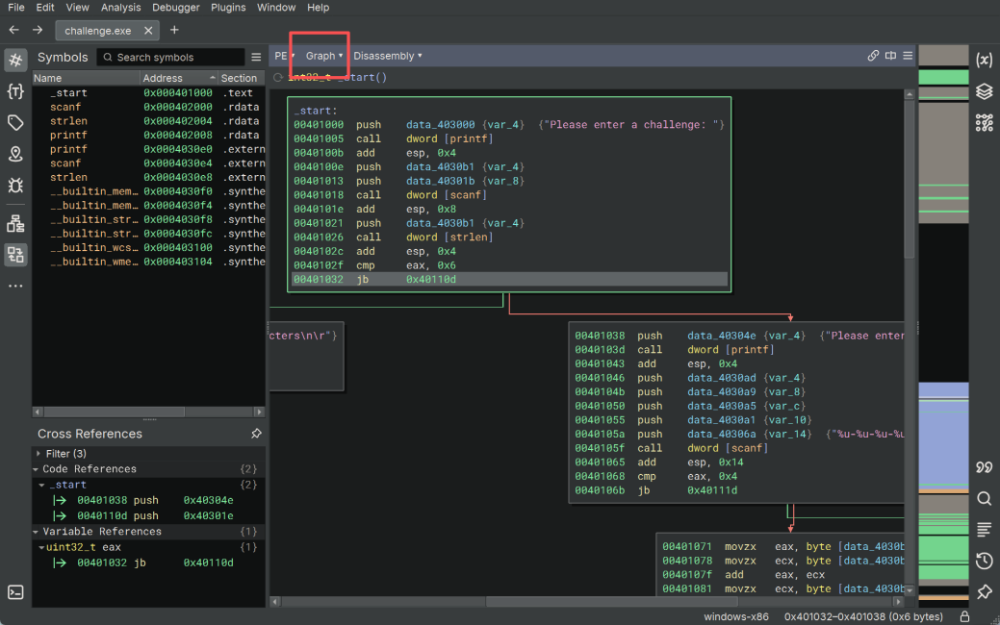 File Edit View Analysis Debugger Plugins Window Help
challenge.exe
Symbols
Search symbols
Name Address Section
_start 0x000401000 .text
scanf 0x000402000 .rdata
strlen 0x000402004 .rdata
printf 0x000402008 .rdata
printf 0x0004030e0 .extern
scanf 0x0004030e4 .extern
strlen 0x0004030e8 .extern
__builtin_mem… 0x0004030f0 .synthe
__builtin_mem… 0x0004030f4 .synthe
__builtin_str… 0x0004030f8 .synthe
__builtin_str… 0x0004030fc .synthe
__builtin_wcs… 0x000403100 .synthe
__builtin_wme… 0x000403104 .synthe
Cross References
Filter (3)
Code References {2}
_start {2}
00401038 push 0x40304e
0040110d push 0x40301e
Variable References {1}
uint32_t eax {1}
00401032 jb 0x40110d
PE Graph Disassembly
int32_t _start()
_start:
00401000 push data_403000 {var_4} {"Please enter a challenge: "}
00401005 call dword [printf]
0040100b add esp, 0x4
0040100e push data_4030b1 {var_4}
00401013 push data_40301b {var_8}
00401018 call dword [scanf]
0040101e add esp, 0x8
00401021 push data_4030b1 {var_4}
00401026 call dword [strlen]
0040102c add esp, 0x4
0040102f cmp eax, 0x6
00401032 jb 0x40110d
cters\n\r"}
00401038 push data_40304e {var_4} {"Please enter
0040103d call dword [printf]
00401043 add esp, 0x4
00401046 push data_4030ad {var_4}
0040104b push data_4030a9 {var_8}
00401050 push data_4030a5 {var_c}
00401055 push data_4030a1 {var_10}
0040105a push data_40306a {var_14} {"%u-%u-%u-%u
0040105f call dword [scanf]
00401065 add esp, 0x14
00401068 cmp eax, 0x4
0040106b jb 0x40111d
00401071 movzx eax, byte [data_4030b
00401078 movzx ecx, byte [data_4030b
0040107f add eax, ecx
00401081 movzx ecx, byte [data_4030b
windows-x86 0x401032–0x401038 (0x6 bytes)